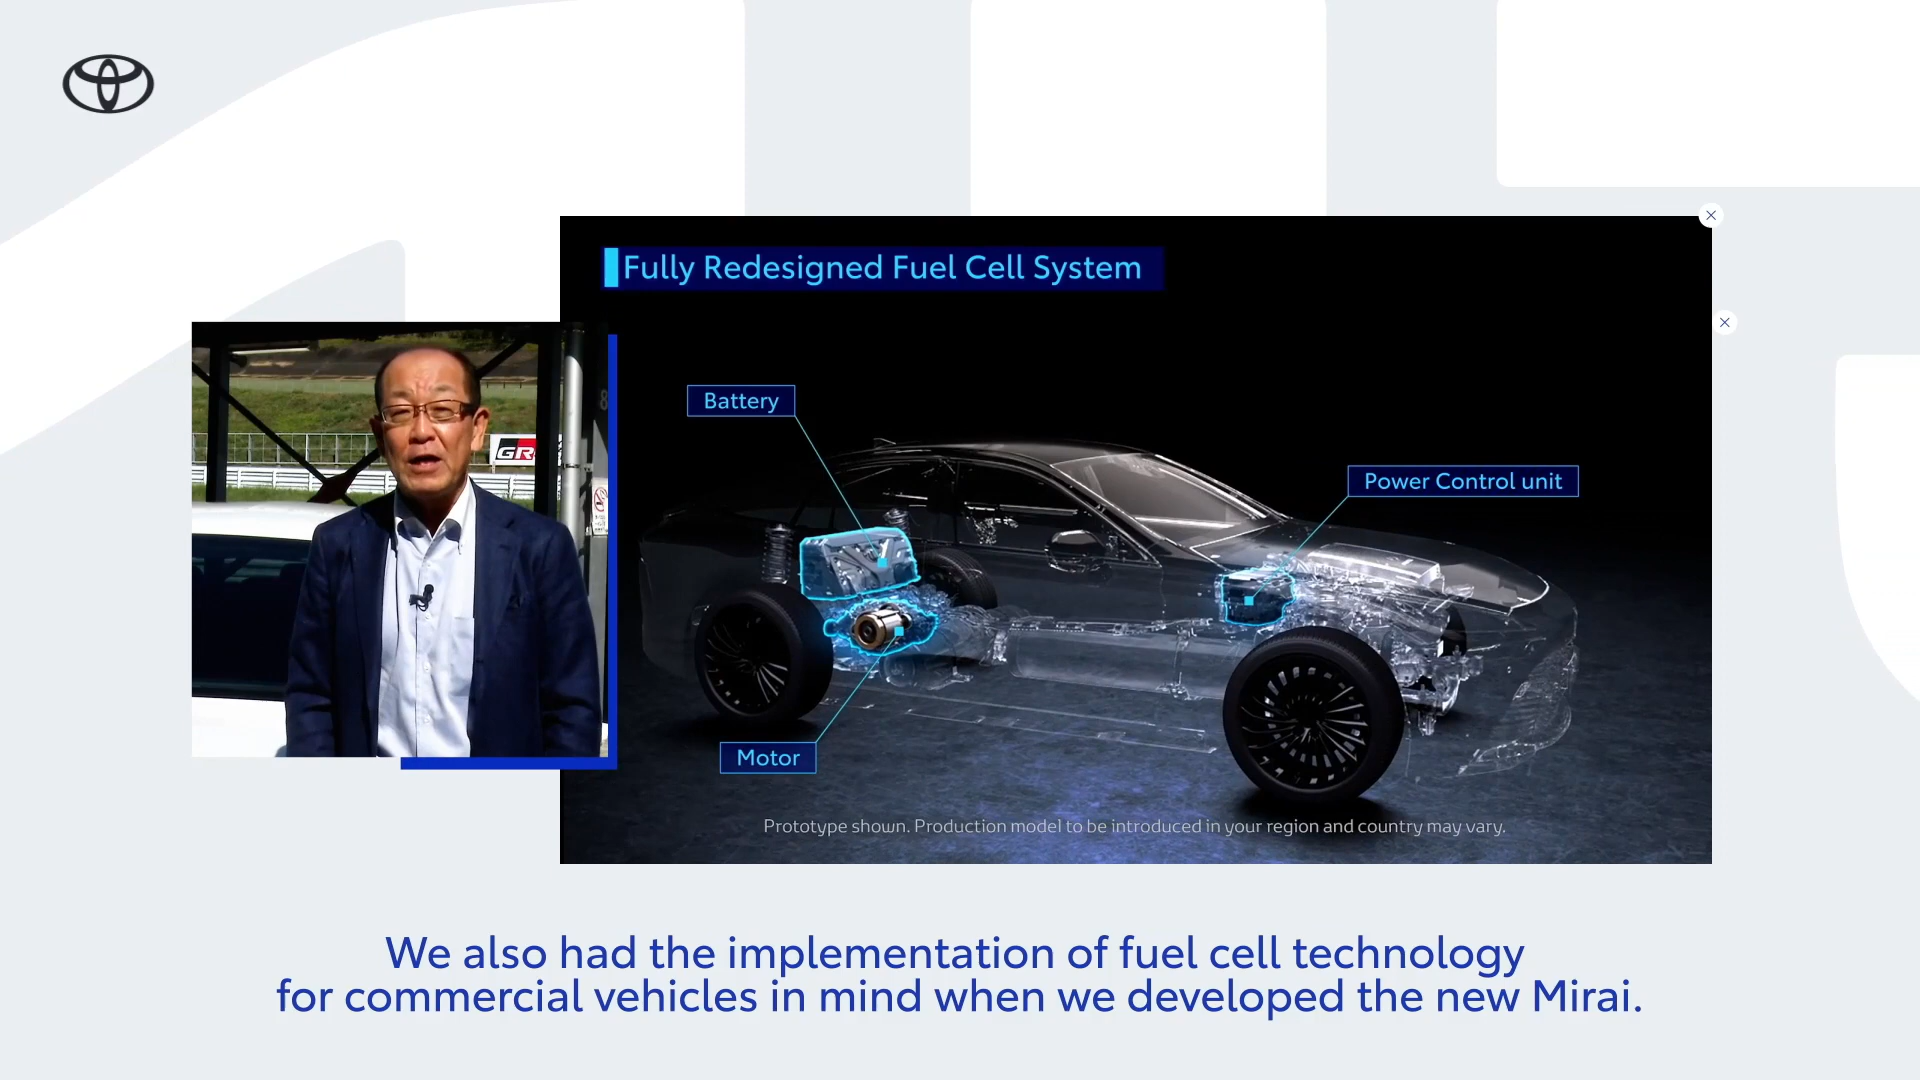 Fully Redesigned Fuel Cell System
Battery
Power Control unit
GR
8
Motor
Prototype shown. Production model to be introduced in your region and country may vary.
We also had the implementation of fuel cell technology
for commercial vehicles in mind when we developed the new Mirai.